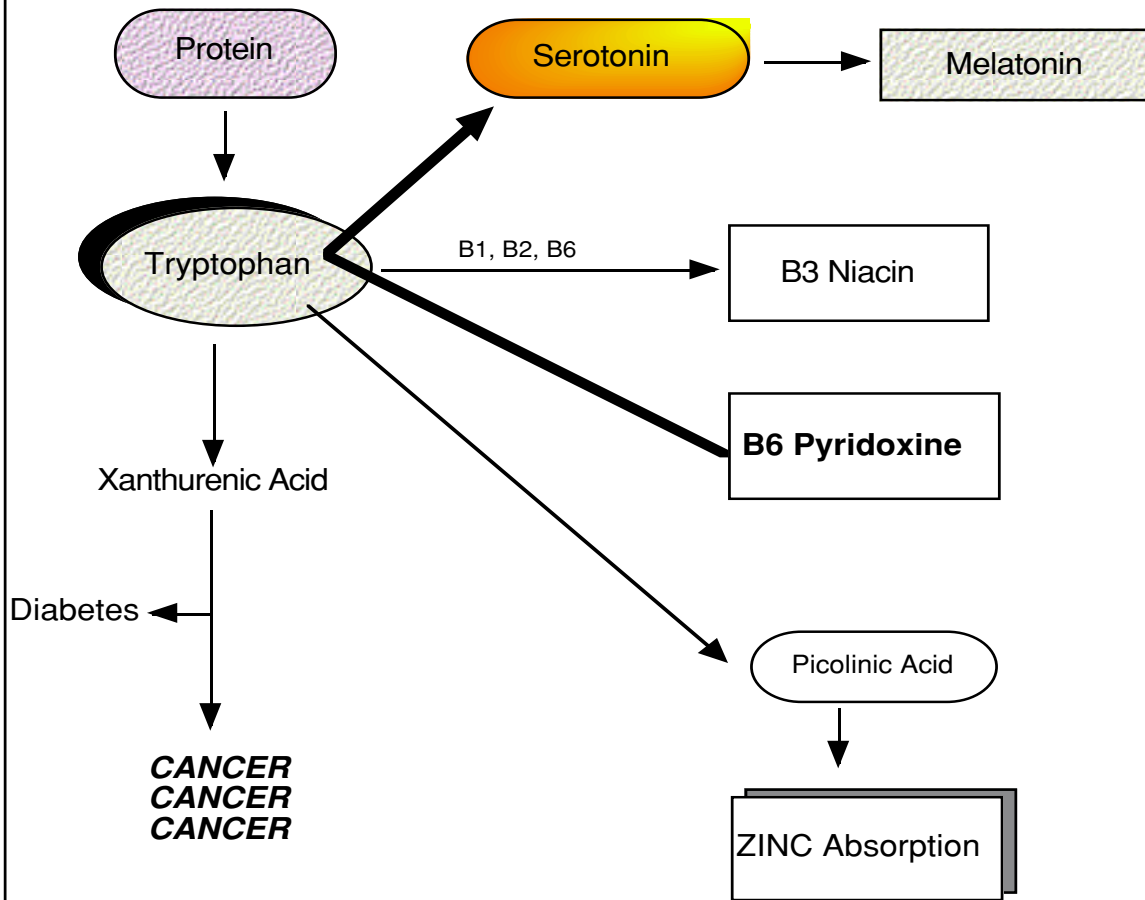 Protein
Serotonin
Melatonin
Tryptophan
B1, B2, B6
B3 Niacin
B6 Pyridoxine
Xanthurenic Acid
Diabetes
Picolinic Acid
CANCER
CANCER
CANCER
ZINC Absorption